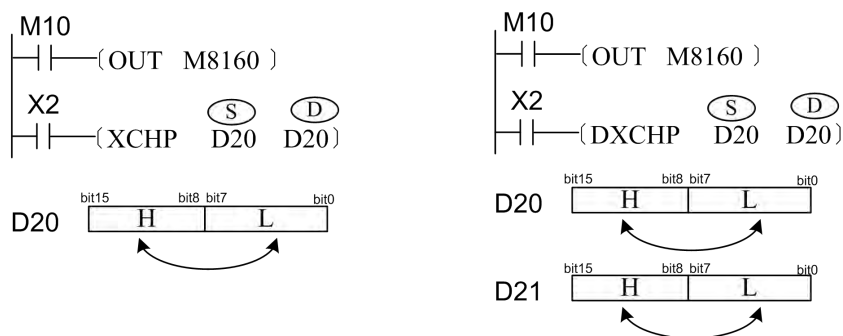 M10
(OUT M8160 )
X2
S D
(XCHP D20 D20)
bit15 bit8 bit7 bit0
D20 H L
M10
(OUT M8160 )
X2
S D
(DXCHP D20 D20)
bit15 bit8 bit7 bit0
D20 H L
bit15 bit8 bit7 bit0
D21 H L